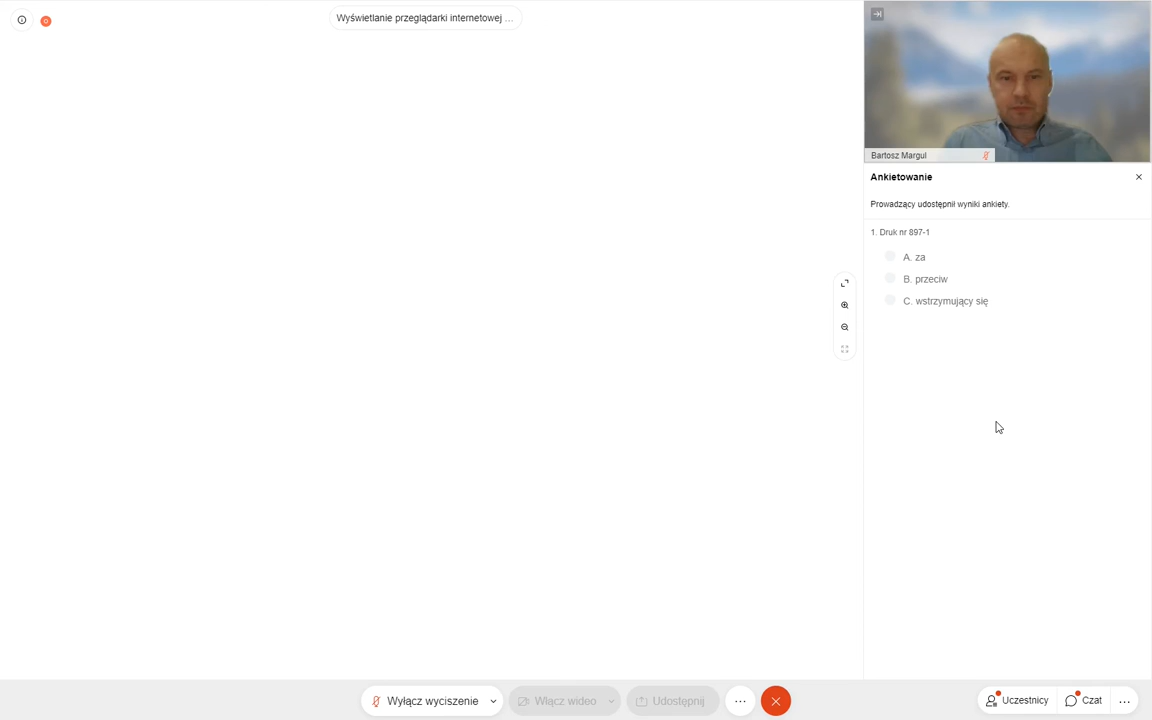 Wyświetlanie przeglądarki internetowej ...
Bartosz Margul
Ankietowanie
Prowadzący udostępnił wyniki ankiety.
1. Druk nr 897-1
A. za
B. przeciw
C. wstrzymujący się
Wyłącz wyciszenie
Włącz wideo
Udostępnij
Uczestnicy
Czat